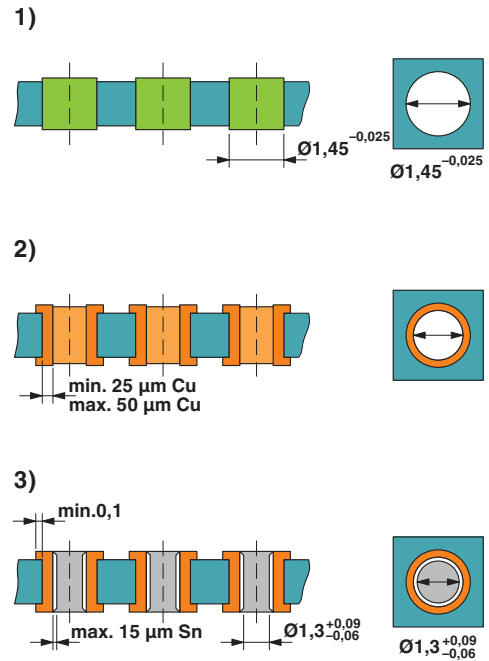 1)
Ø1,45 −0,025
Ø1,45 −0,025
2)
min. 25 µm Cu
max. 50 µm Cu
3)
min.0,1
max. 15 µm Sn
Ø1,3 +0,09 −0,06
Ø1,3 +0,09 −0,06